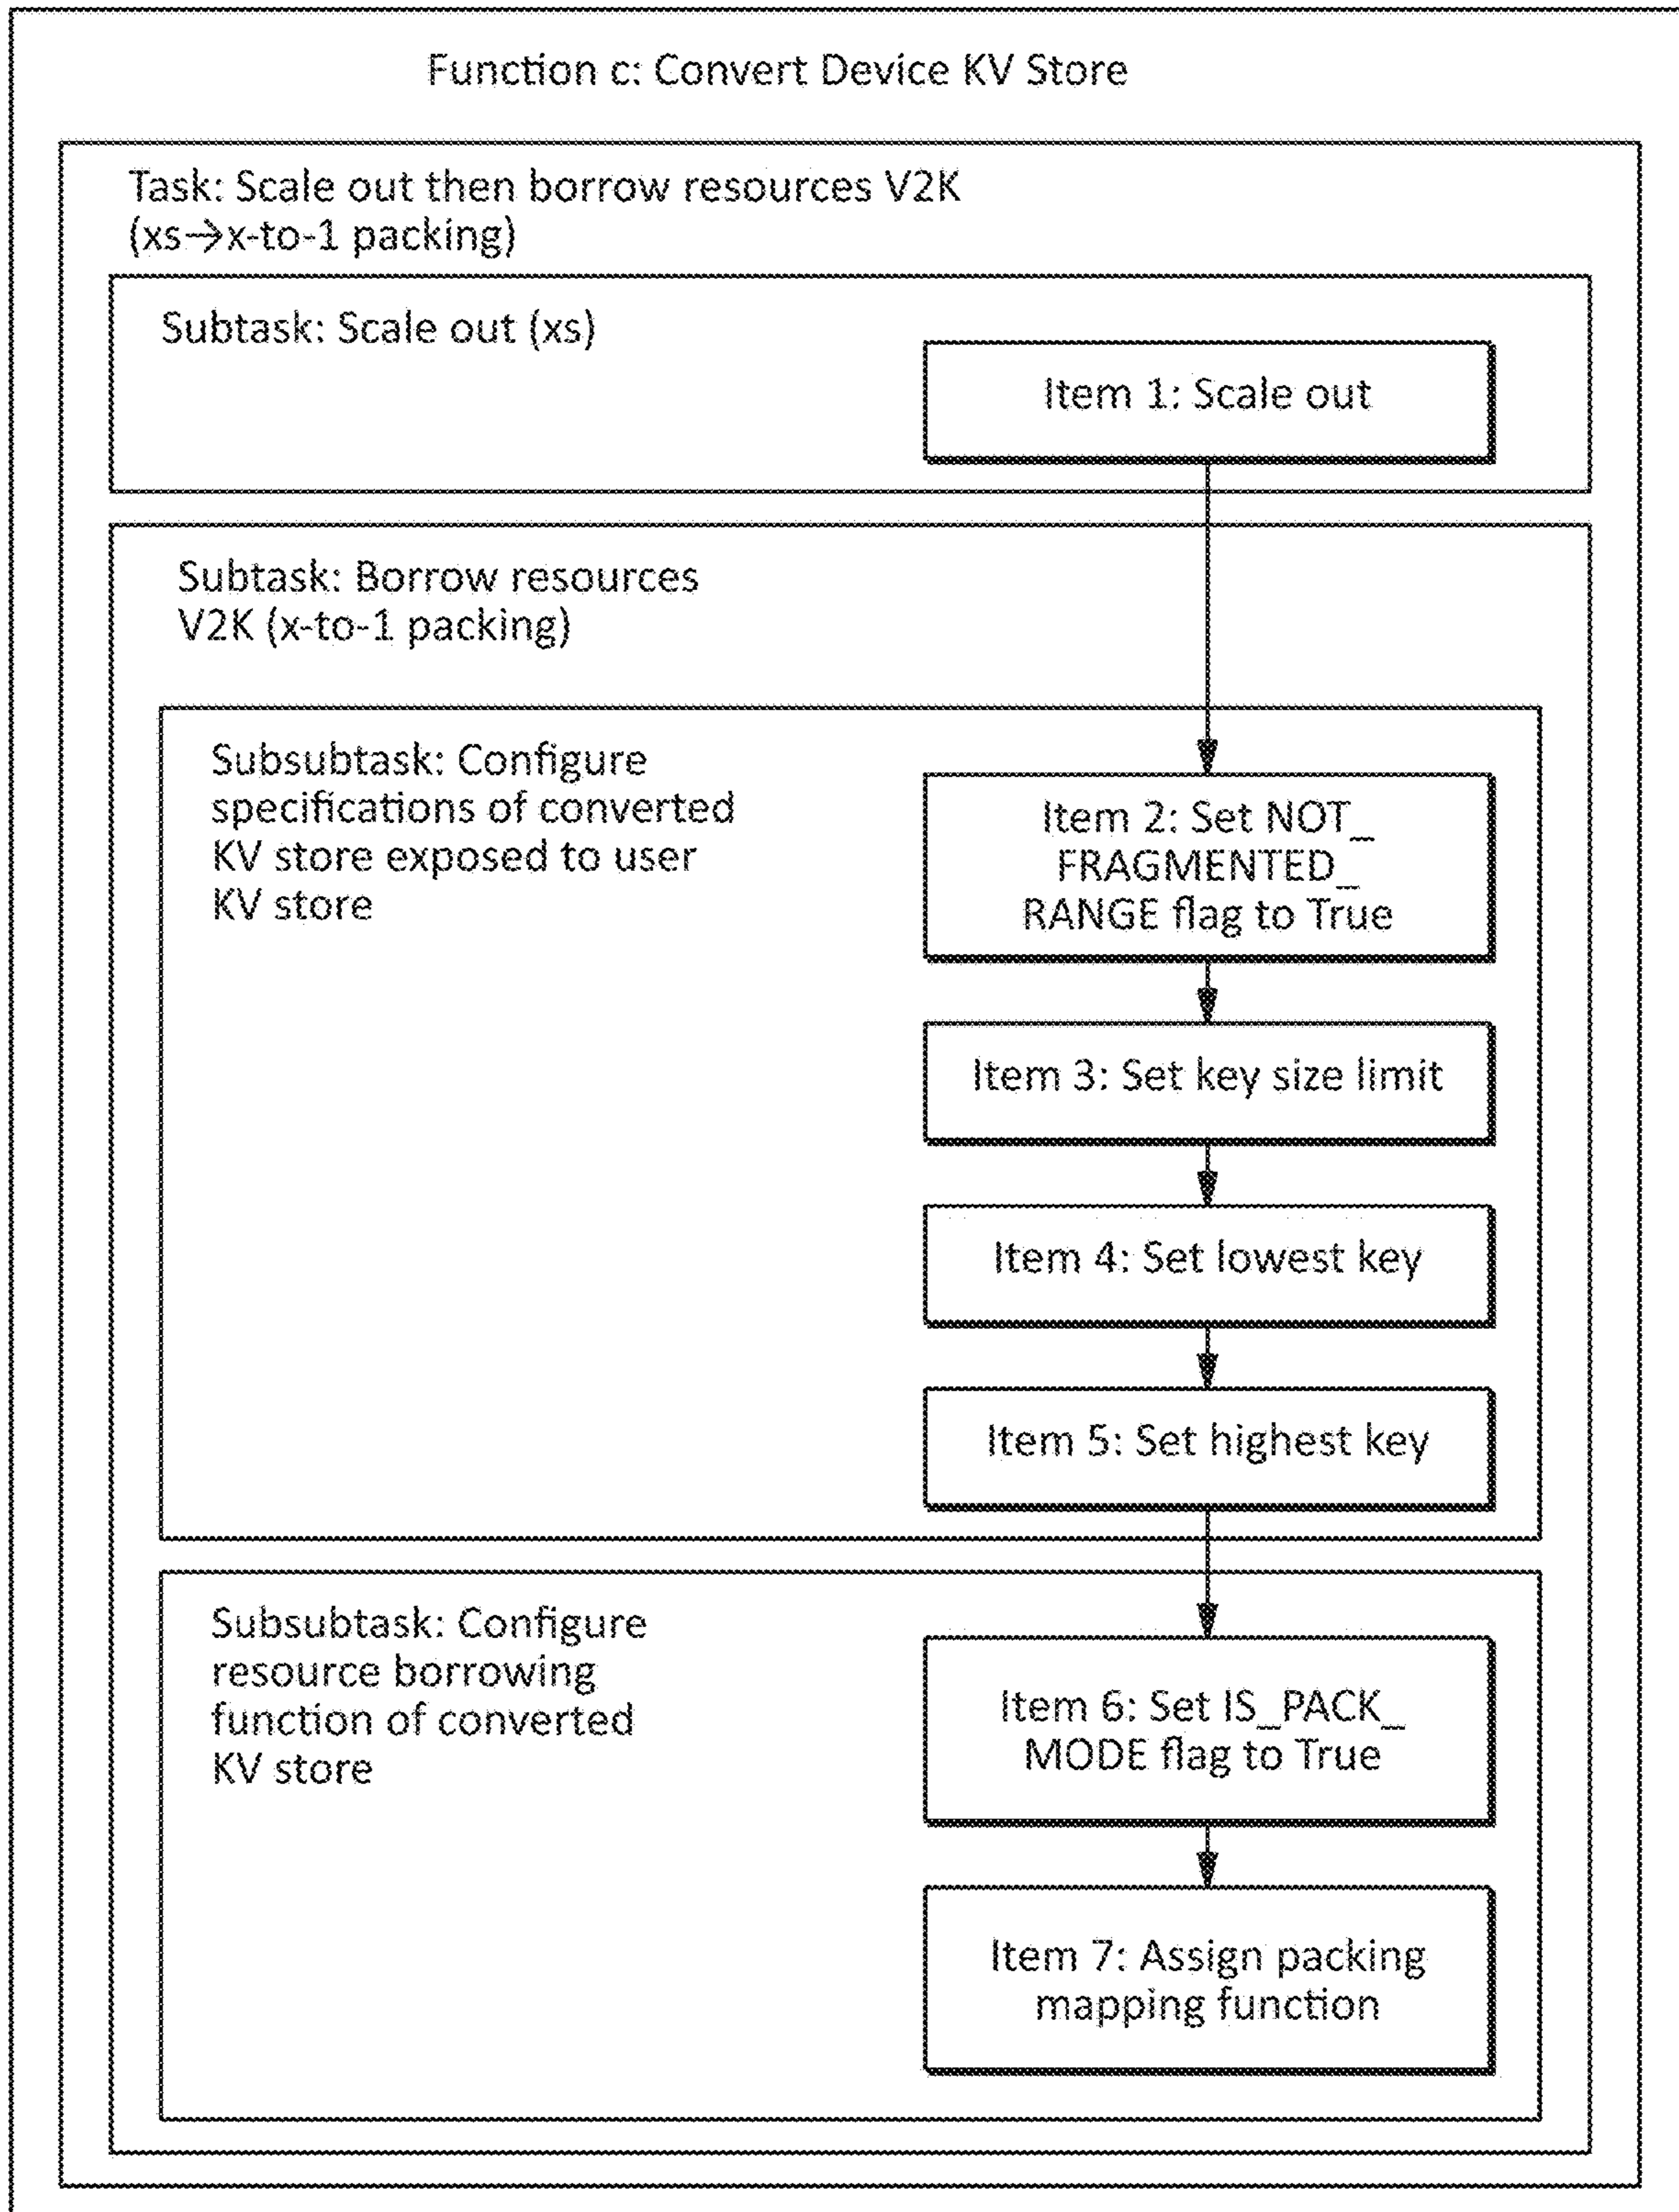 Function c: Convert Device KV Store
Task: Scale out then borrow resources V2K
(xs→x-to-1 packing)
Subtask: Scale out (xs)
Item 1: Scale out
Subtask: Borrow resources
V2K (x-to-1 packing)
Subsubtask: Configure
specifications of converted
KV store exposed to user
KV store
Item 2: Set NOT_
FRAGMENTED_
RANGE flag to True
Item 3: Set key size limit
Item 4: Set lowest key
Item 5: Set highest key
Subsubtask: Configure
resource borrowing
function of converted
KV store
Item 6: Set IS_PACK_
MODE flag to True
Item 7: Assign packing
mapping function